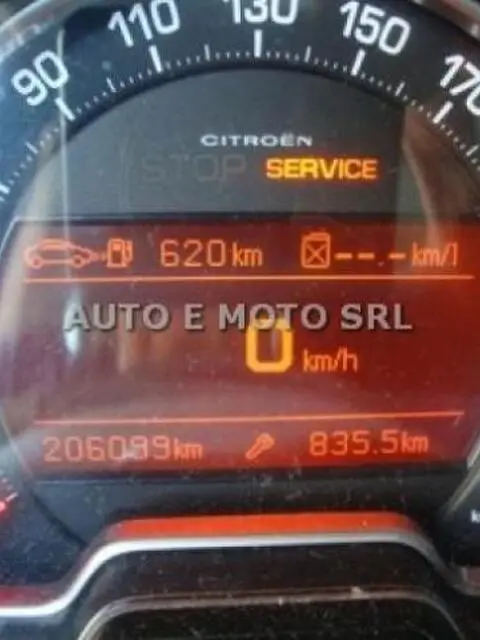 90 110 130 150 170
CITROËN
STOP SERVICE
620 km --.- km/l
AUTO E MOTO SRL
0 km/h
206099 km 835.5 km